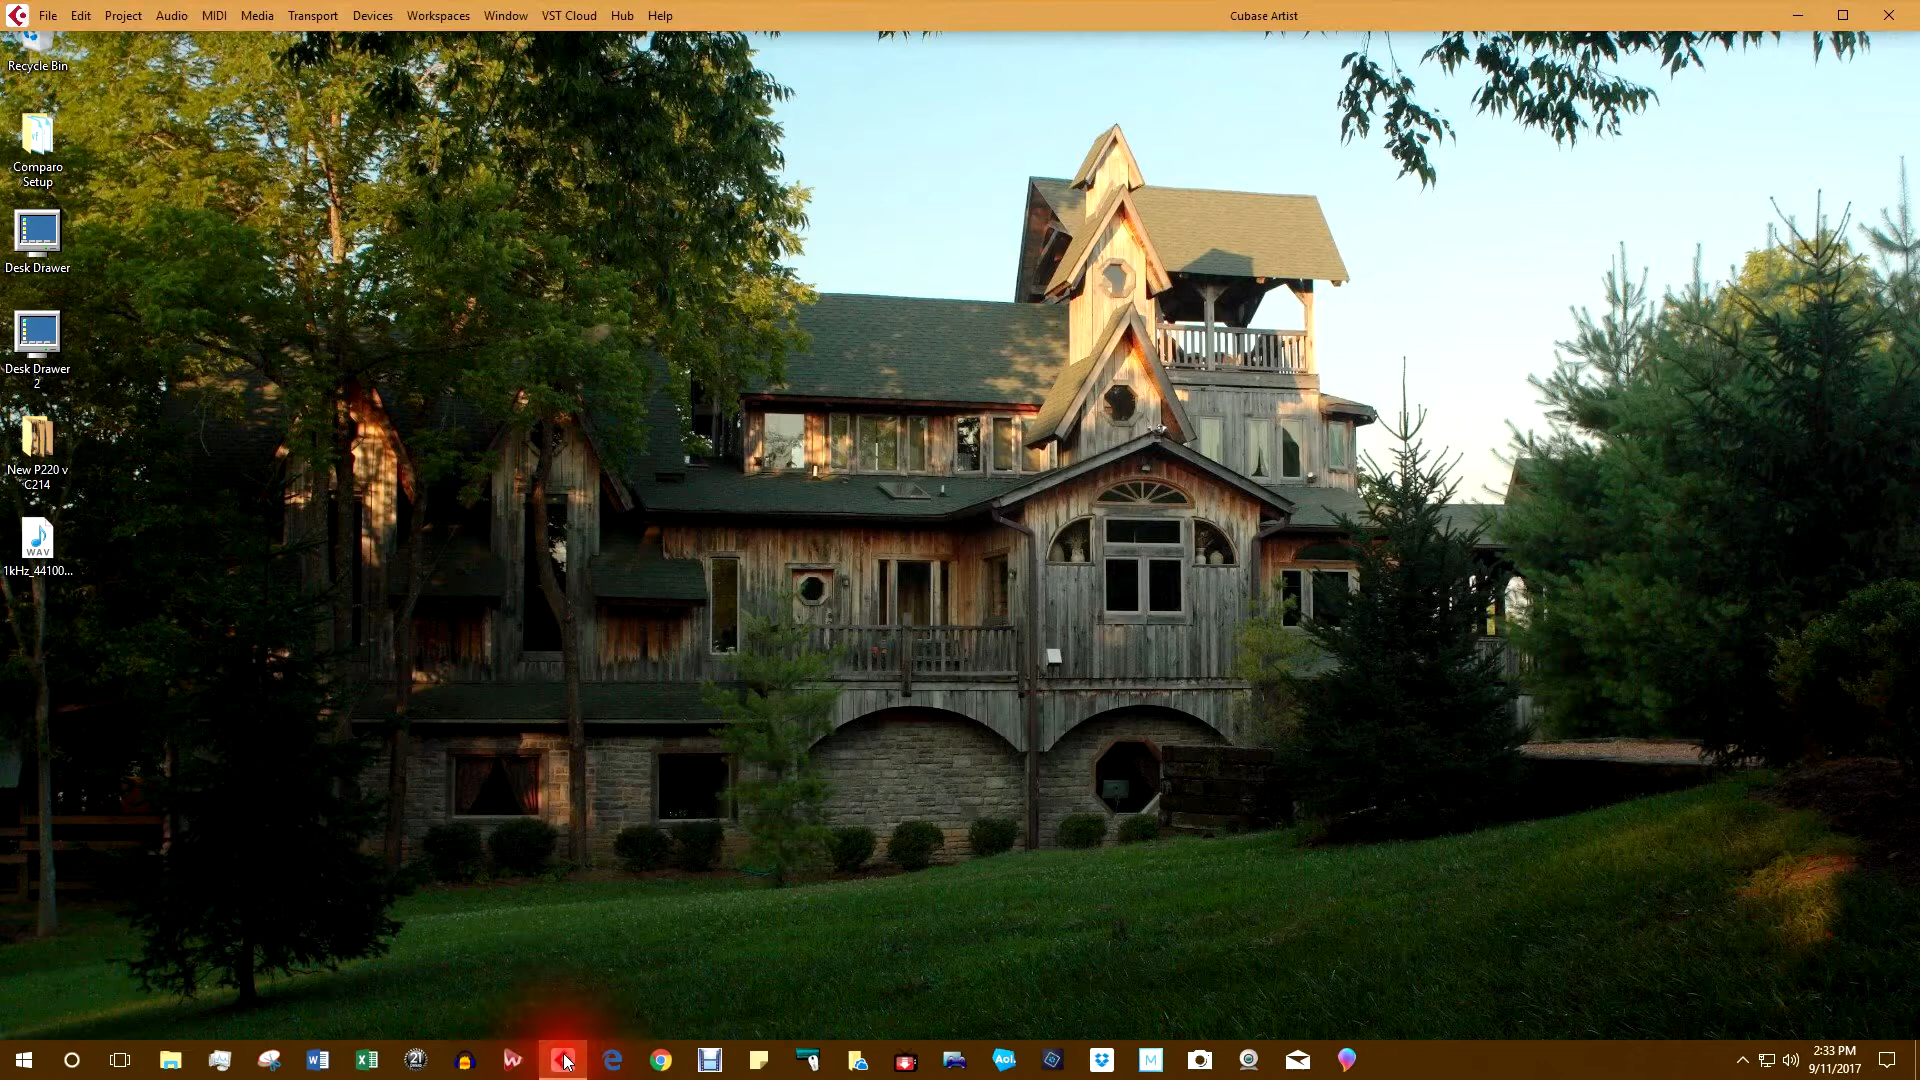 File Edit Project Audio MIDI Media Transport Devices Workspaces Window VST Cloud Hub Help Cubase Artist
Recycle Bin
Comparo
Setup
Desk Drawer
Desk Drawer
2
New P220 v
C214
WAV
1kHz_44100...
Aol.
2:33 PM
9/11/2017